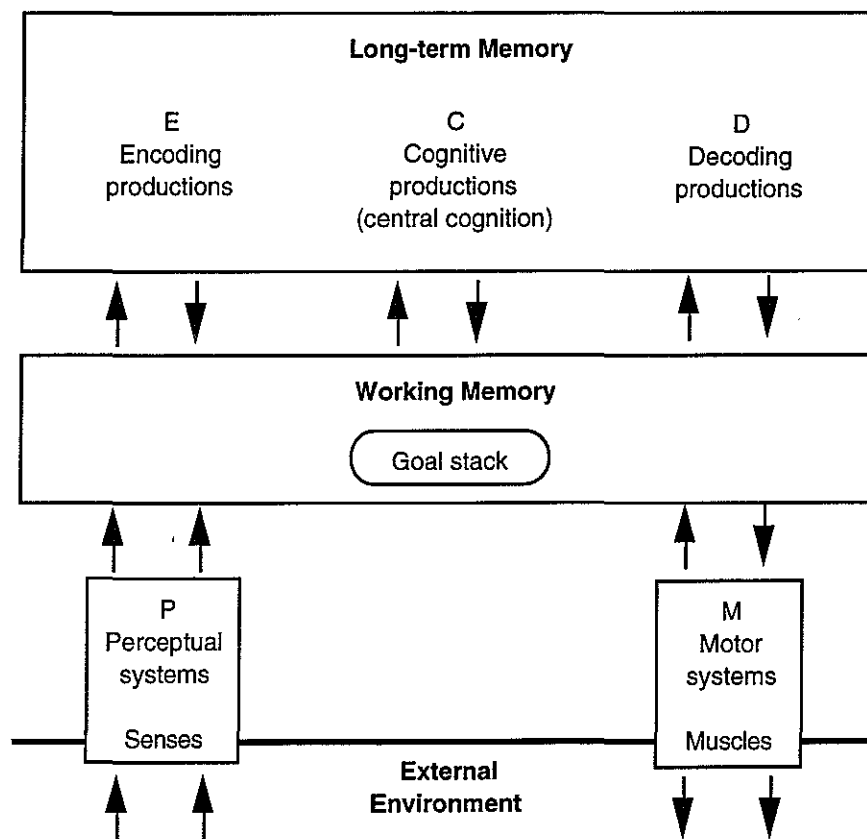 Long-term Memory
E
Encoding
productions
C
Cognitive
productions
(central cognition)
D
Decoding
productions
Working Memory
Goal stack
P
Perceptual
systems
Senses
M
Motor
systems
Muscles
External
Environment